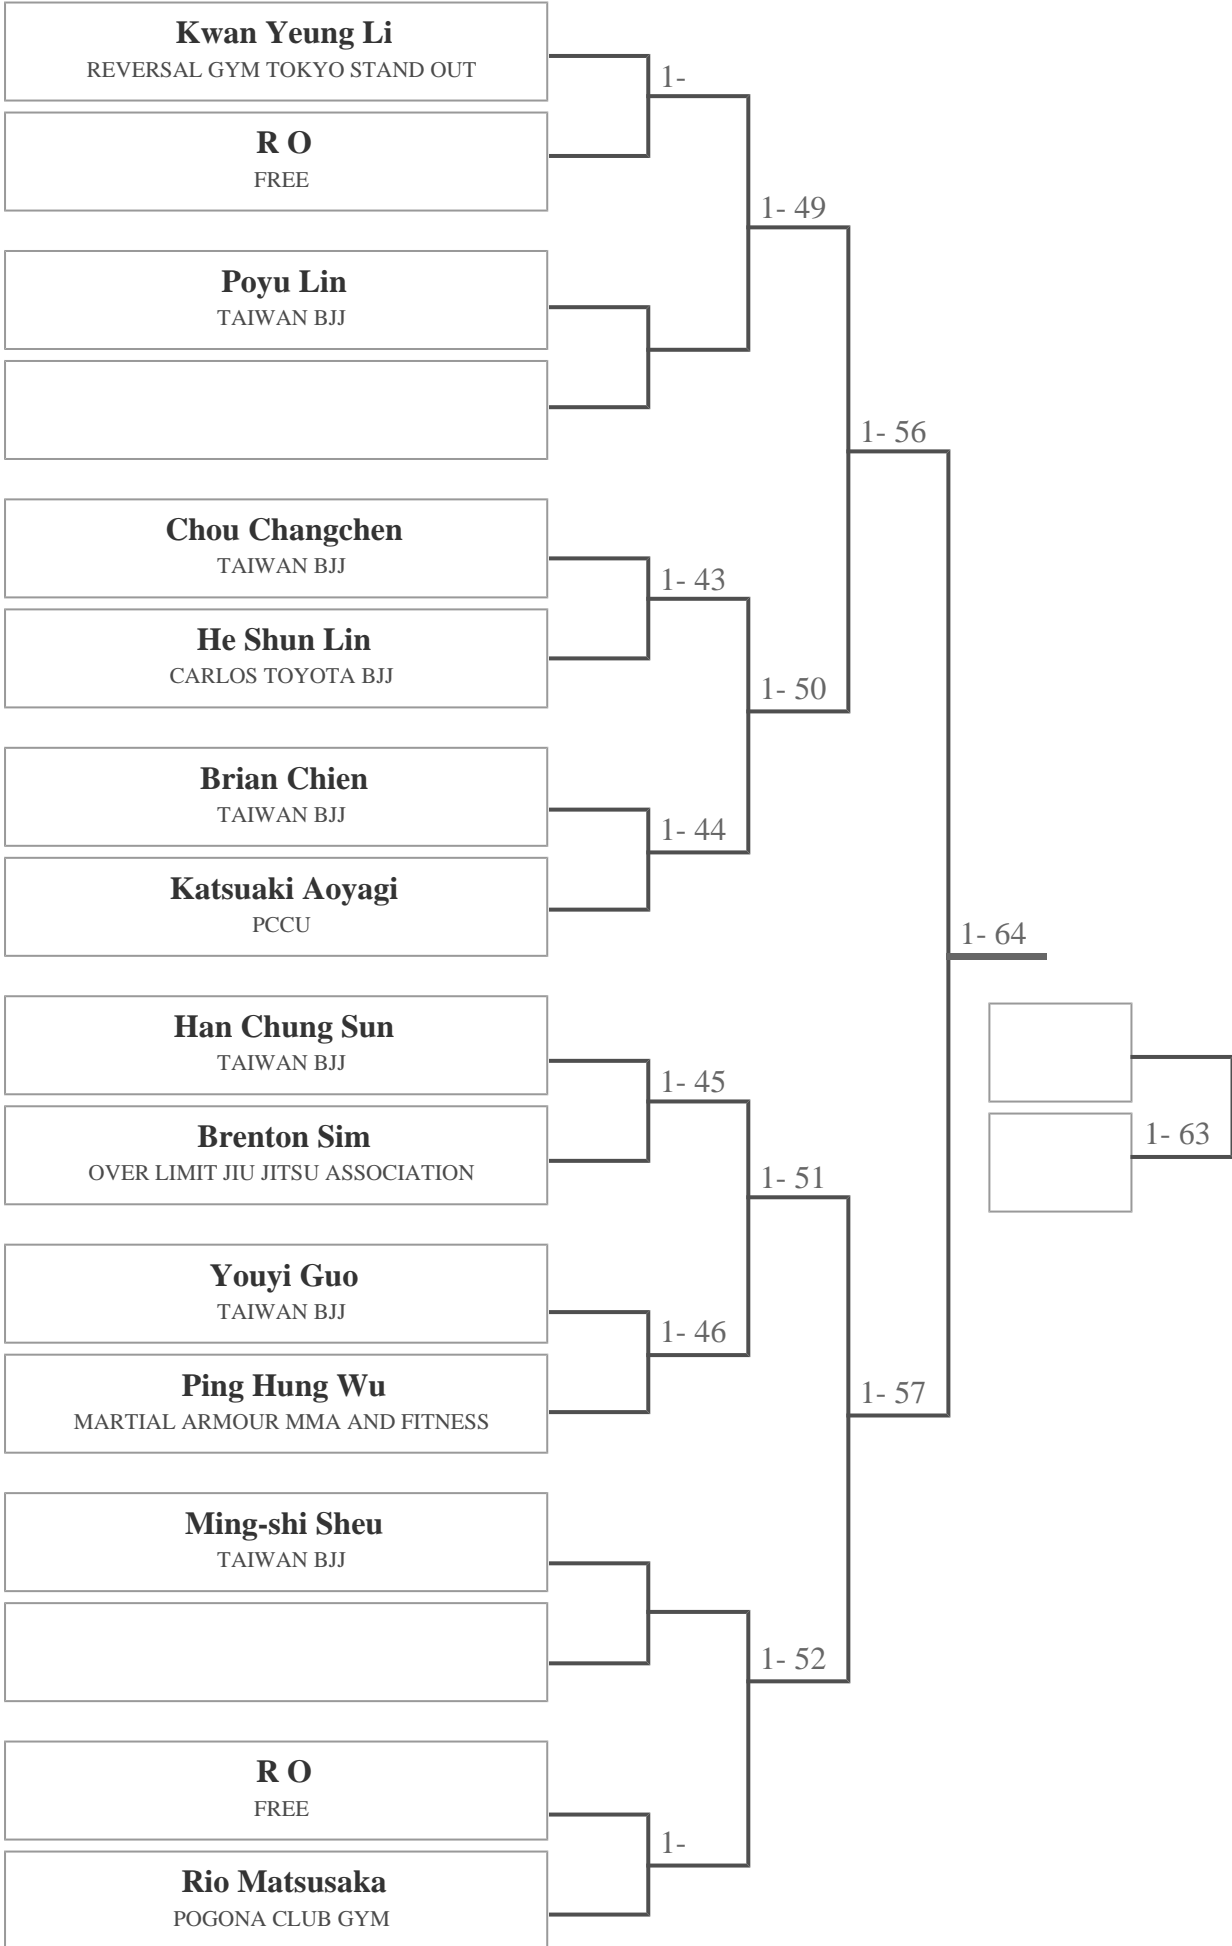 Kwan Yeung Li
REVERSAL GYM TOKYO STAND OUT
1-
R O
FREE
1- 49
Poyu Lin
TAIWAN BJJ
1- 56
Chou Changchen
TAIWAN BJJ
1- 43
He Shun Lin
CARLOS TOYOTA BJJ
1- 50
Brian Chien
TAIWAN BJJ
1- 44
Katsuaki Aoyagi
PCCU
1- 64
Han Chung Sun
TAIWAN BJJ
1- 45
Brenton Sim
OVER LIMIT JIU JITSU ASSOCIATION
1- 63
1- 51
Youyi Guo
TAIWAN BJJ
1- 46
Ping Hung Wu
MARTIAL ARMOUR MMA AND FITNESS
1- 57
Ming-shi Sheu
TAIWAN BJJ
1- 52
R O
FREE
1-
Rio Matsusaka
POGONA CLUB GYM